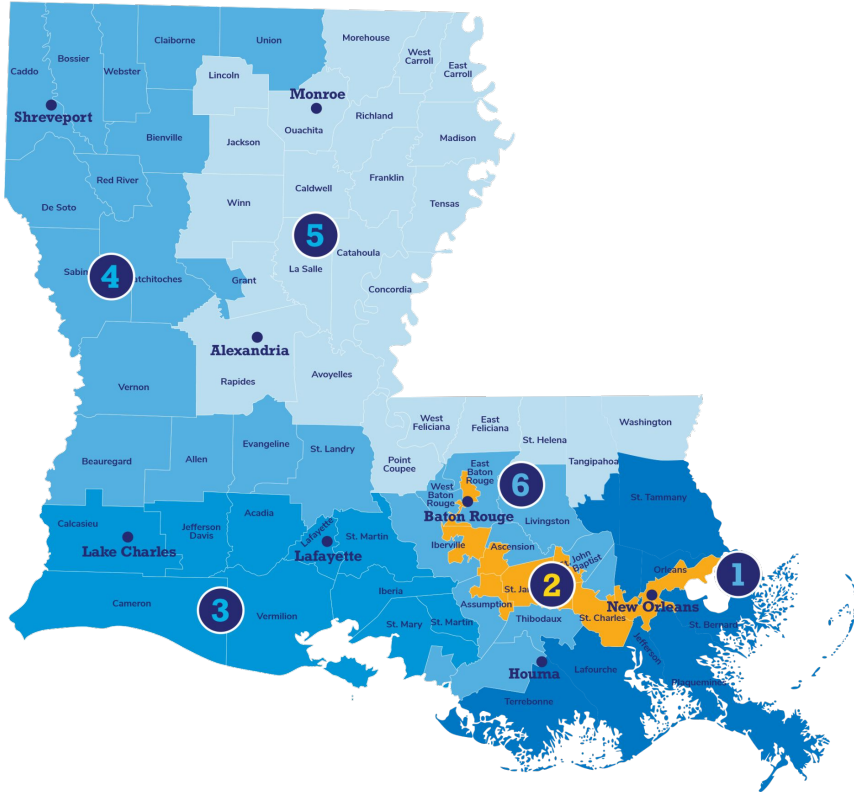 Claiborne
Union
Morehouse
West
Carroll
East
Carroll
Caddo
Bossier
Webster
Lincoln
Monroe
Shreveport
Ouachita
Richland
Bienville
Jackson
Madison
Red River
Caldwell
Franklin
De Soto
Winn
Tensas
5
Catahoula
4
Sabin
tchitoches
Grant
La Salle
Concordia
Alexandria
Rapides
Avoyelles
Vernon
West
Feliciana
East
Feliciana
St. Helena
Washington
Beauregard
Allen
Evangeline
St. Landry
Point
Coupee
East
Baton
Rouge
Tangipahoa
6
West
Baton
Rouge
St. Tammany
Calcasieu
Jefferson
Davis
Acadia
Lafayette
St. Martin
Baton Rouge
Livingston
Lake Charles
Lafayette
Iberville
Ascension
St. John
Baptist
Orleans
1
Cameron
3
Vermilion
Iberia
St. Ja
2
Assumption
New Orleans
St. Mary
St. Martin
Thibodaux
St. Charles
St. Bernard
Jefferson
Houma
Lafourche
Plaquemines
Terrebonne